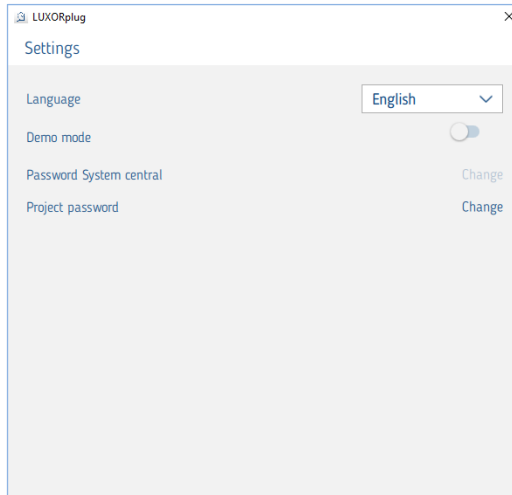 LUXORplug
Settings
Language English
Demo mode
Password System central Change
Project password Change